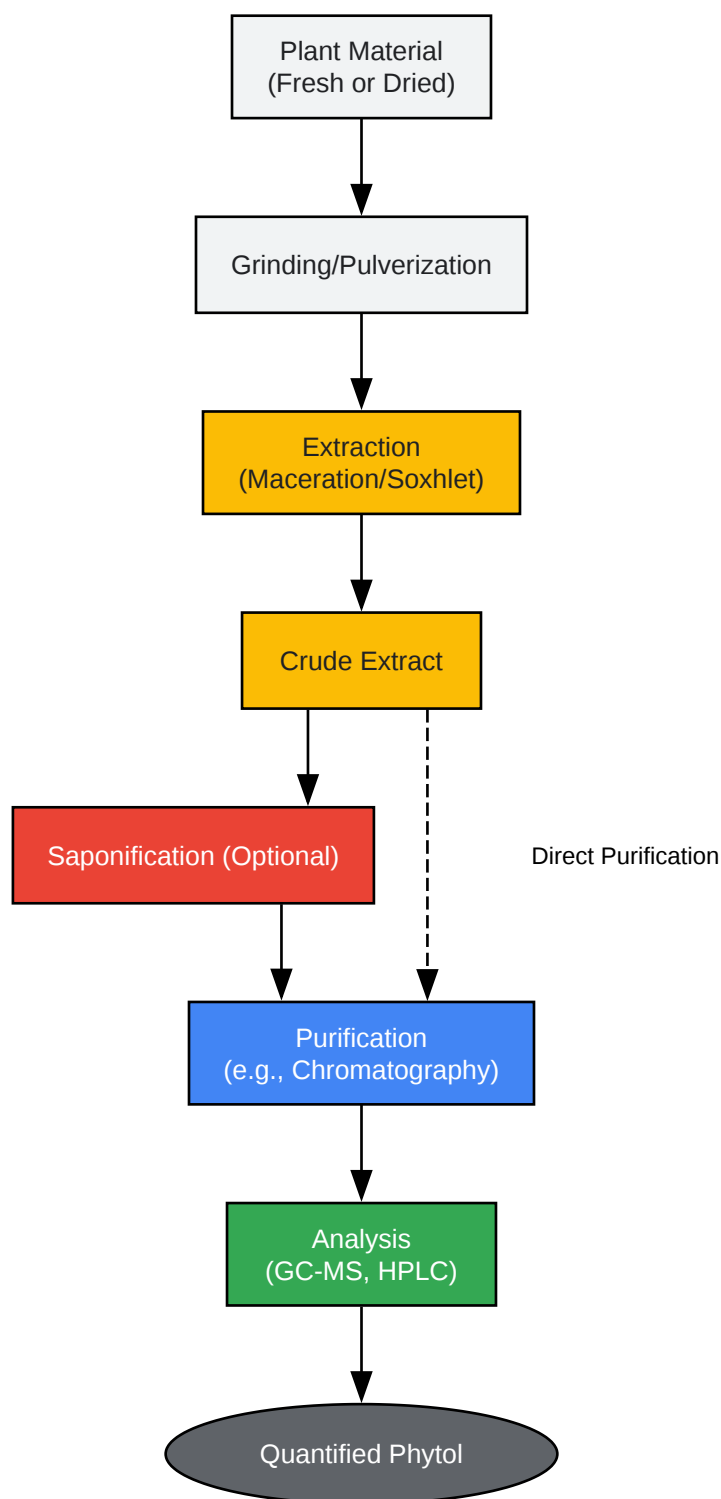 Plant Material
(Fresh or Dried)
Grinding/Pulverization
Extraction
(Maceration/Soxhlet)
Crude Extract
Saponification (Optional)
Direct Purification
Purification
(e.g., Chromatography)
Analysis
(GC-MS, HPLC)
Quantified Phytol